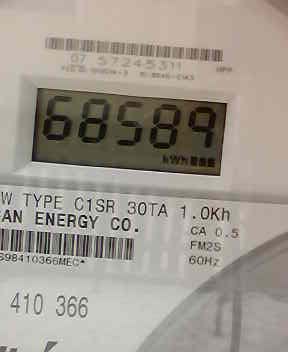 07 57245311
68589
kWh
W TYPE C1SR 30TA 1.0Kh
AN ENERGY CO.
CA 0.5
FM2S
S98410366MEC*
60Hz
410 366